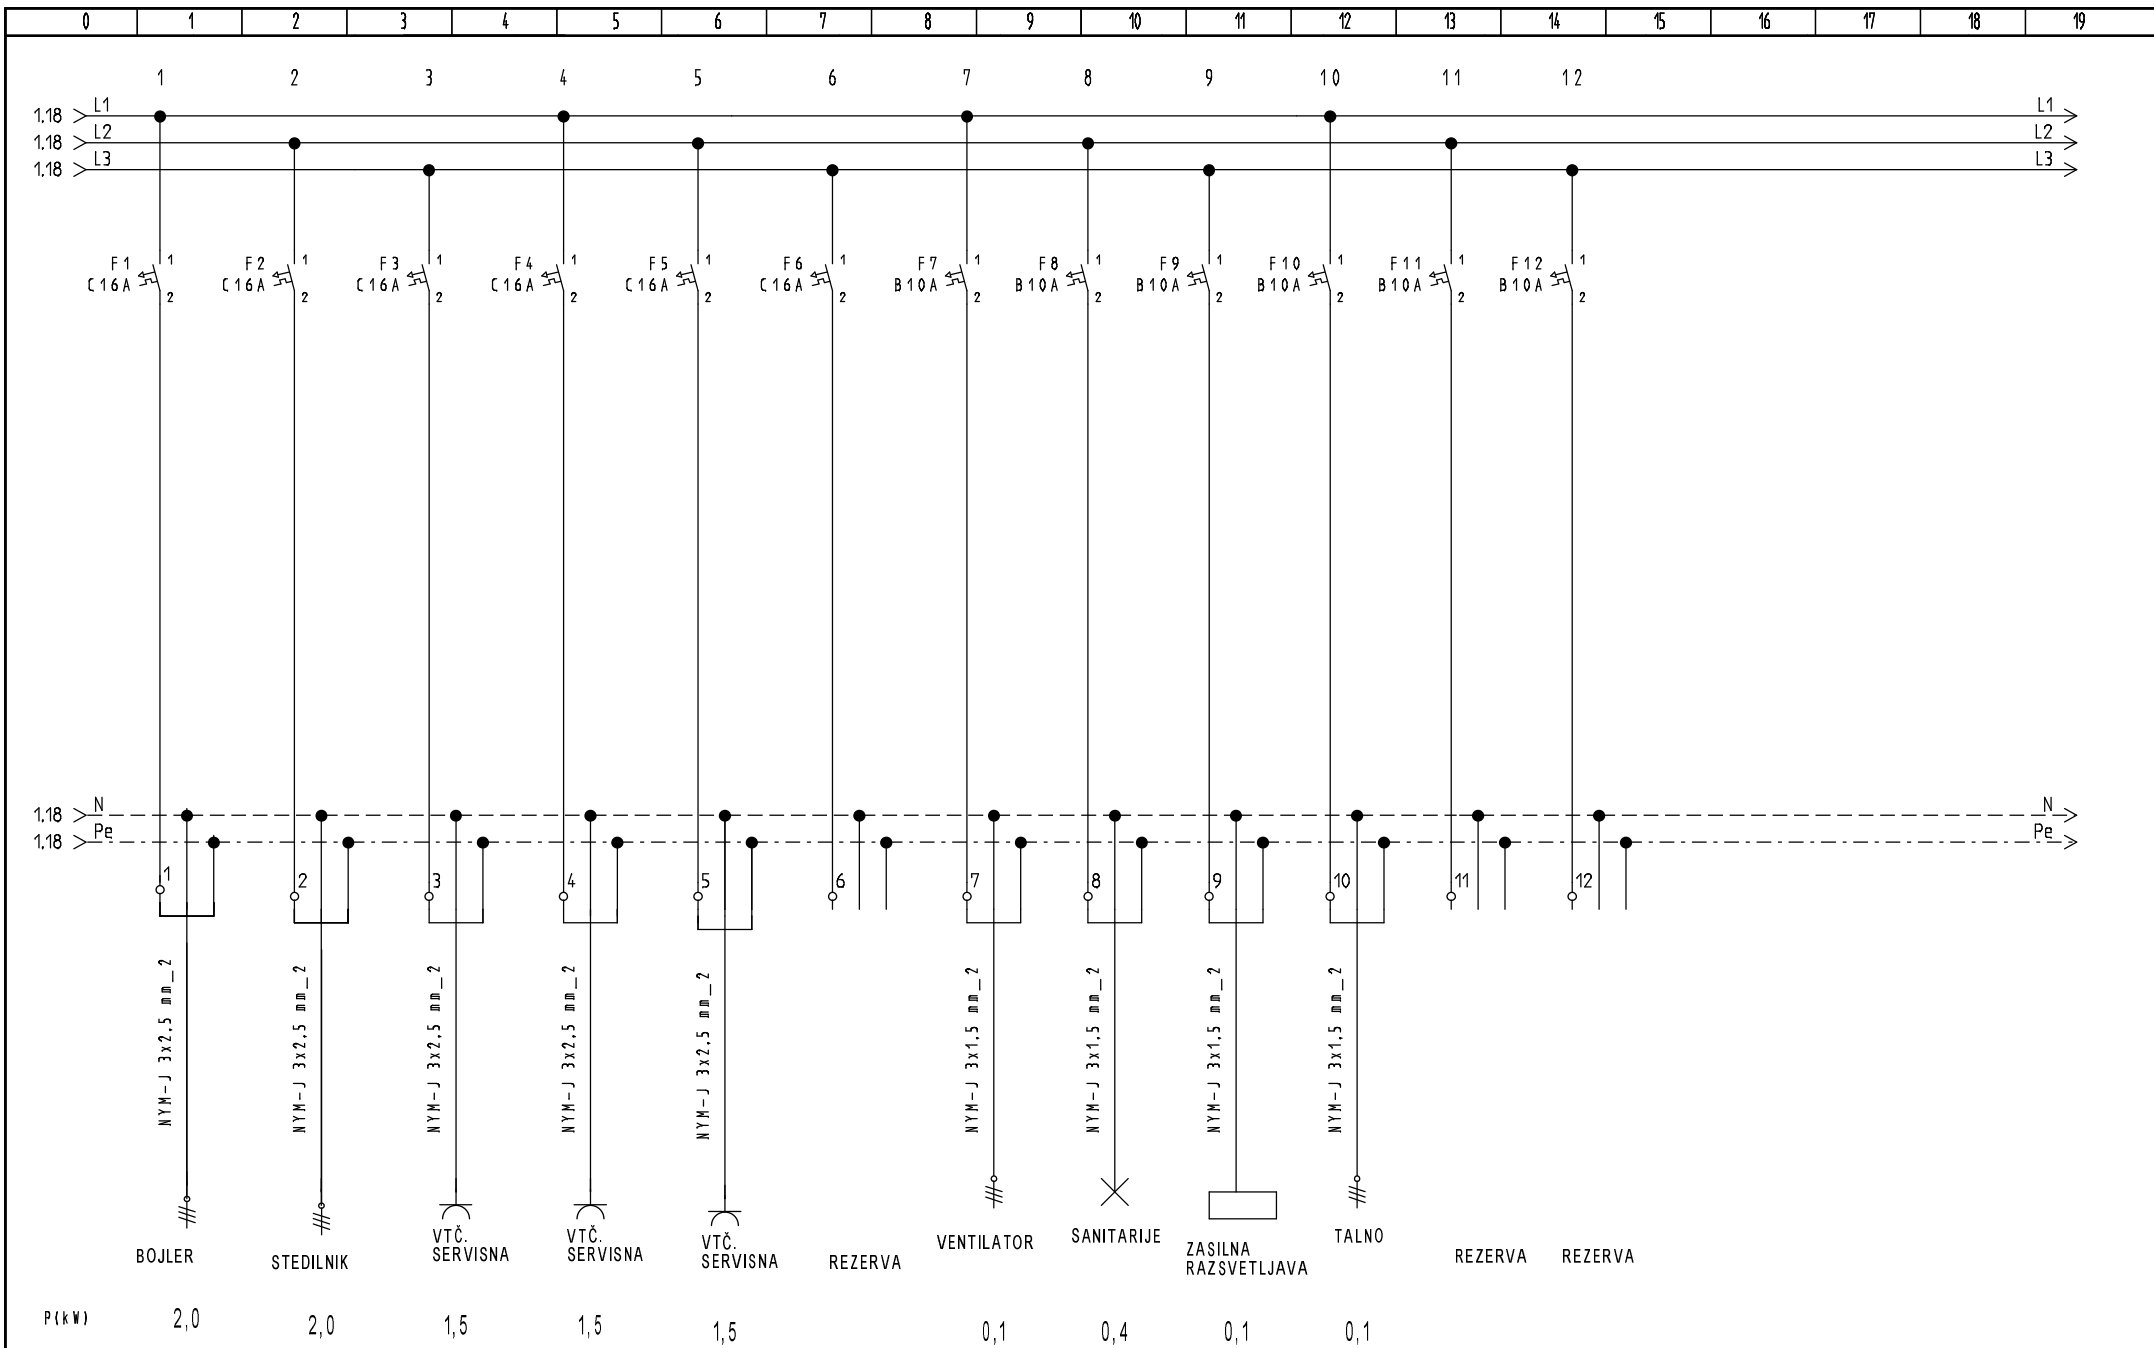 0 1 2 3 4 5 6 7 8 9 10 11 12 13 14 15 16 17 18 19
1 2 3 4 5 6 7 8 9 10 11 12
1,18 L1 L1
1,18 L2 L2
1,18 L3 L3
F1 1 F2 1 F3 1 F4 1 F5 1 F6 1 F7 1 F8 1 F9 1 F10 1 F11 1 F12 1
C16A C16A C16A C16A C16A C16A B10A B10A B10A B10A B10A B10A
2 2 2 2 2 2 2 2 2 2 2 2
1,18 N N
1,18 Pe Pe
1 2 3 4 5 6 7 8 9 10 11 12
NYM-J 3x2,5 mm_2
NYM-J 3x2,5 mm_2
NYM-J 3x2,5 mm_2
NYM-J 3x2,5 mm_2
NYM-J 3x2,5 mm_2
NYM-J 3x1,5 mm_2
NYM-J 3x1,5 mm_2
NYM-J 3x1,5 mm_2
NYM-J 3x1,5 mm_2
BOJLER
STEDILNIK
VTČ.
SERVISNA
VTČ.
SERVISNA
VTČ.
SERVISNA
REZERVA
VENTILATOR
SANITARIJE
ZASILNA
RAZSVETLJAVA
TALNO
REZERVA
REZERVA
P(kW) 2,0 2,0 1,5 1,5 1,5 0,1 0,4 0,1 0,1